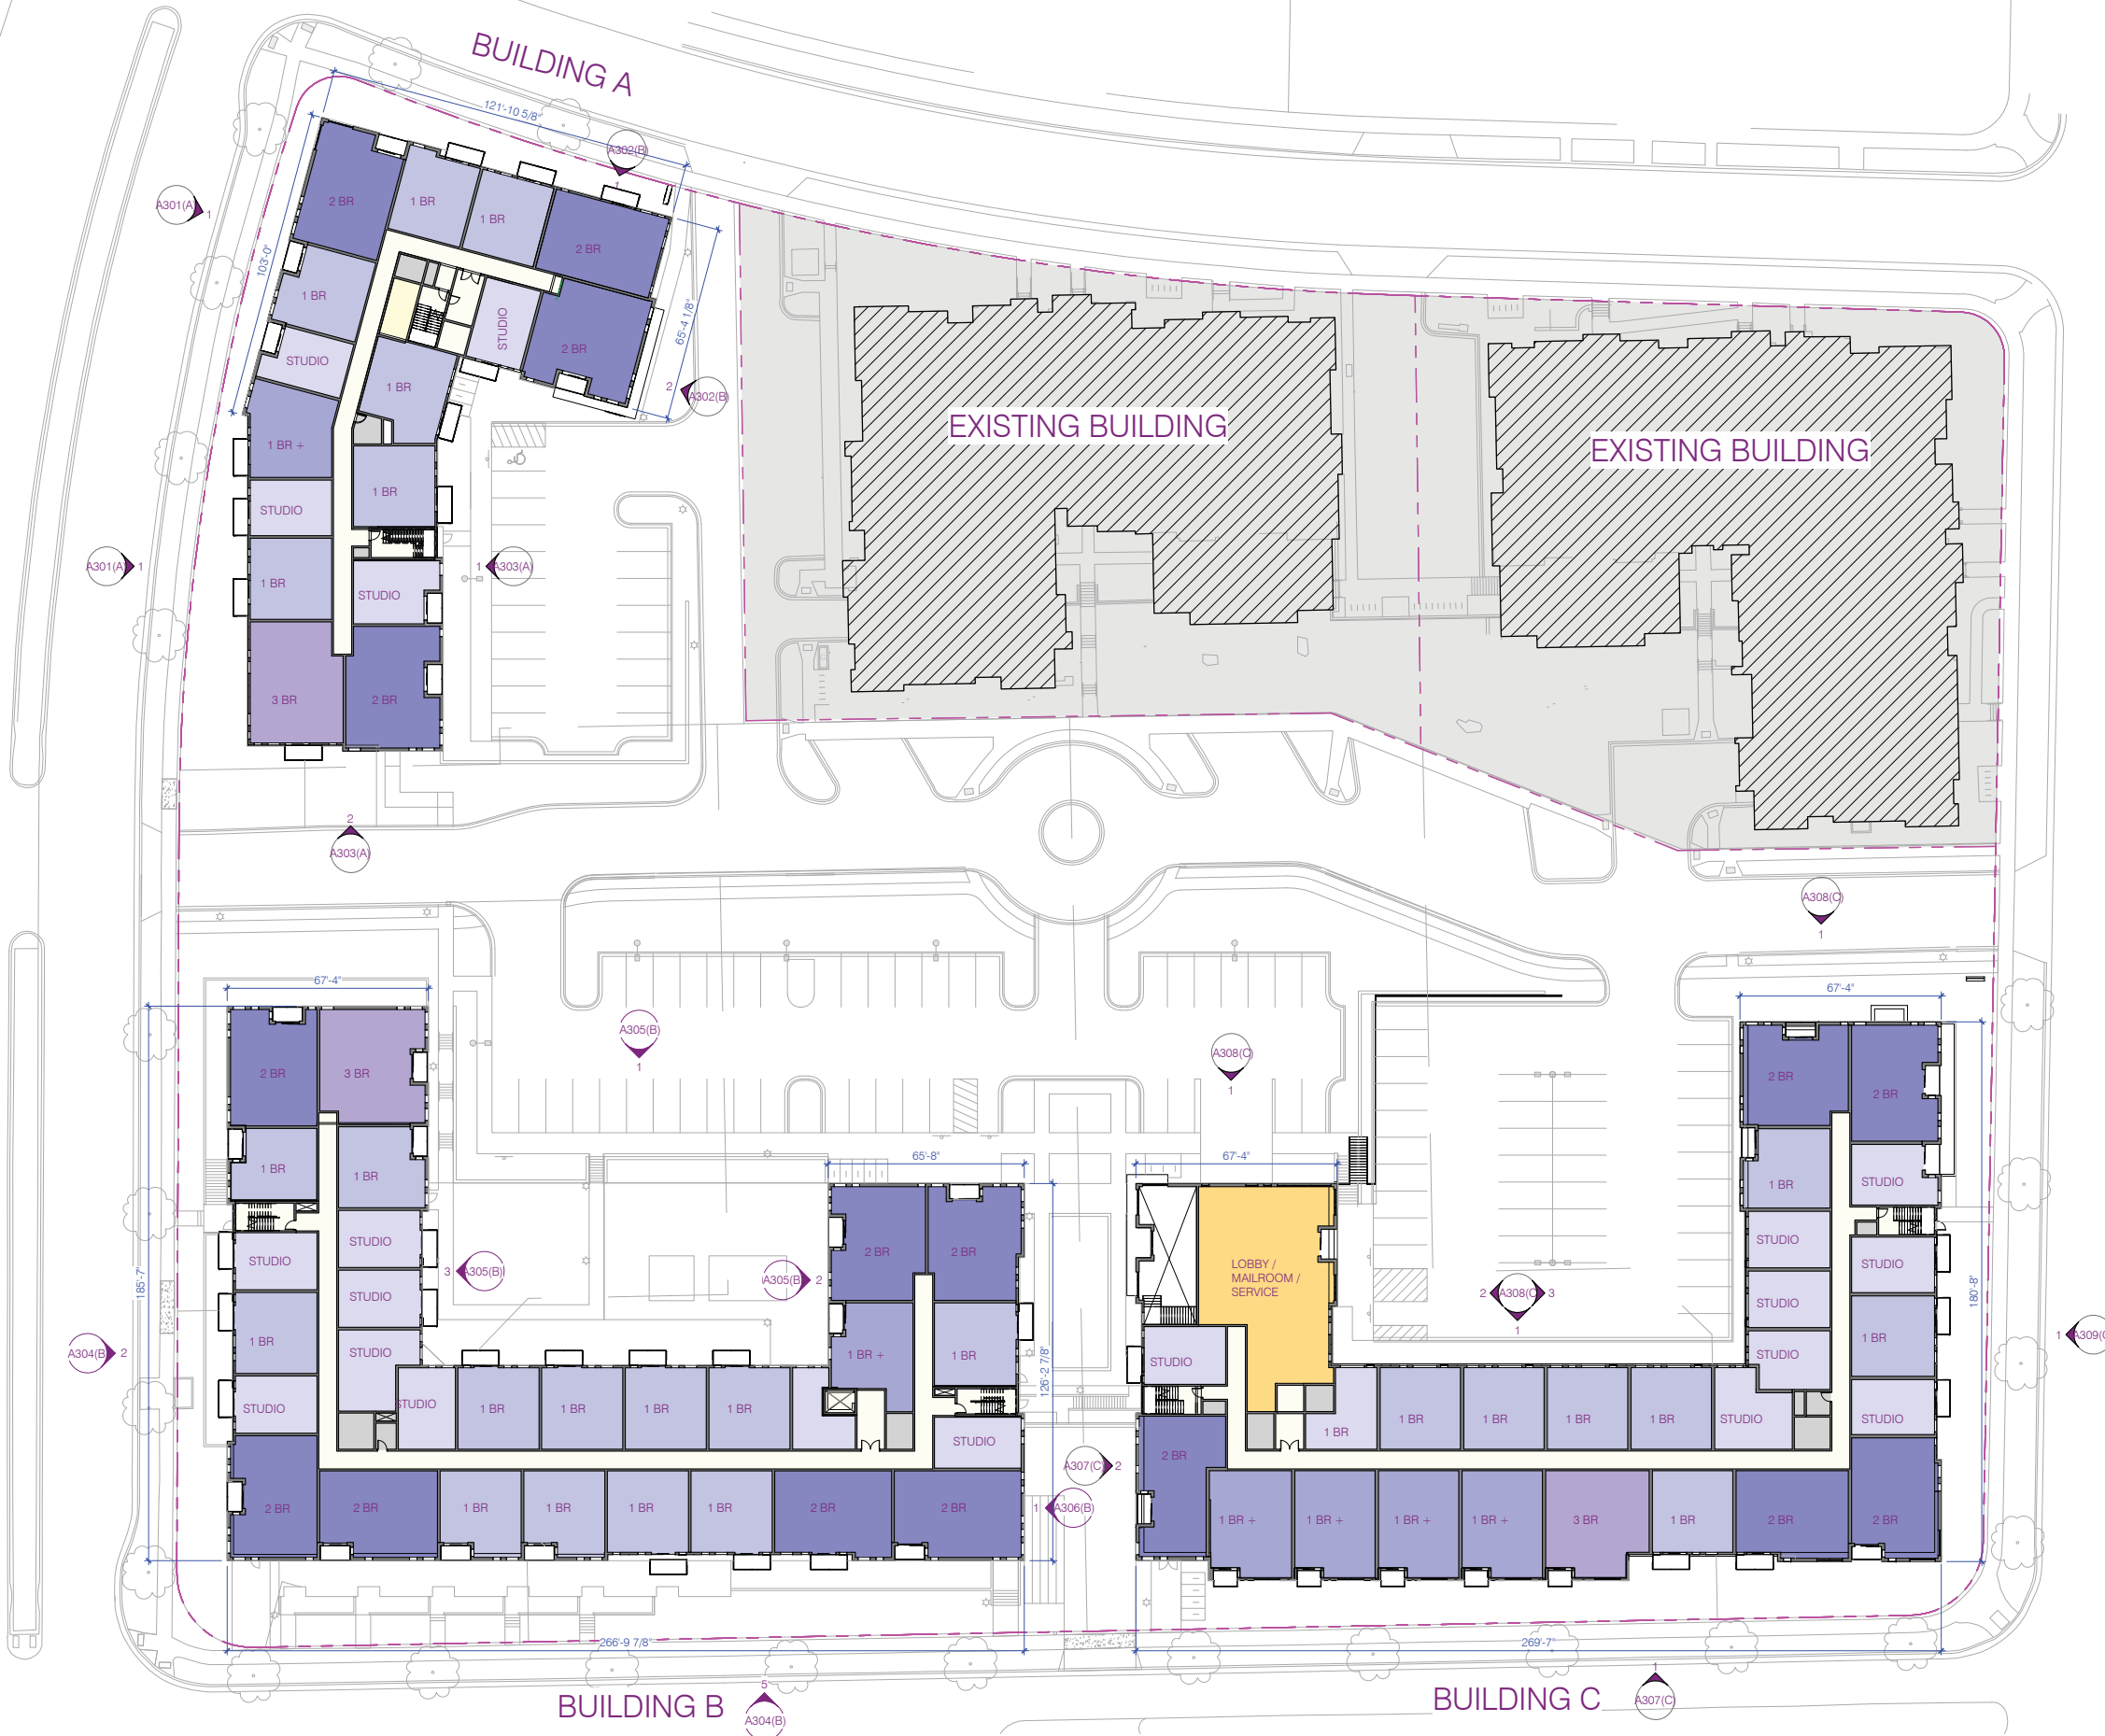 BUILDING A
121'-10 5/8"
A302(B)
1
A301(A)
1
2 BR
1 BR
1 BR
2 BR
103'-0"
1 BR
STUDIO
2 BR
65'-4 1/8"
STUDIO
1 BR
2
A302(B)
1 BR +
1 BR
STUDIO
EXISTING BUILDING
EXISTING BUILDING
A301(A)
1
1 BR
STUDIO
1
A303(A)
3 BR
2 BR
2
A303(A)
A308(C)
1
67'-4"
67'-4"
A305(B)
1
A308(C)
1
2 BR
3 BR
2 BR
2 BR
1 BR
1 BR
65'-8"
67'-4"
1 BR
STUDIO
STUDIO
STUDIO
STUDIO
3
A305(B)
A305(B)
2
2 BR
2 BR
LOBBY /
MAILROOM /
SERVICE
STUDIO
STUDIO
185'-7"
STUDIO
2
A308(C)
3
1
STUDIO
180'-8"
1 BR
STUDIO
1 BR +
1 BR
STUDIO
STUDIO
1 BR
A304(B)
2
126'-2 7/8"
1
A309(C)
STUDIO
STUDIO
1 BR
1 BR
1 BR
1 BR
STUDIO
1 BR
1 BR
1 BR
1 BR
1 BR
STUDIO
STUDIO
2 BR
A307(C)
2
2 BR
2 BR
1 BR
1 BR
1 BR
1 BR
2 BR
2 BR
1
A306(B)
1 BR +
1 BR +
1 BR +
1 BR +
3 BR
1 BR
2 BR
2 BR
266'-9 7/8"
269'-7"
BUILDING B
5
A304(B)
BUILDING C
1
A307(C)